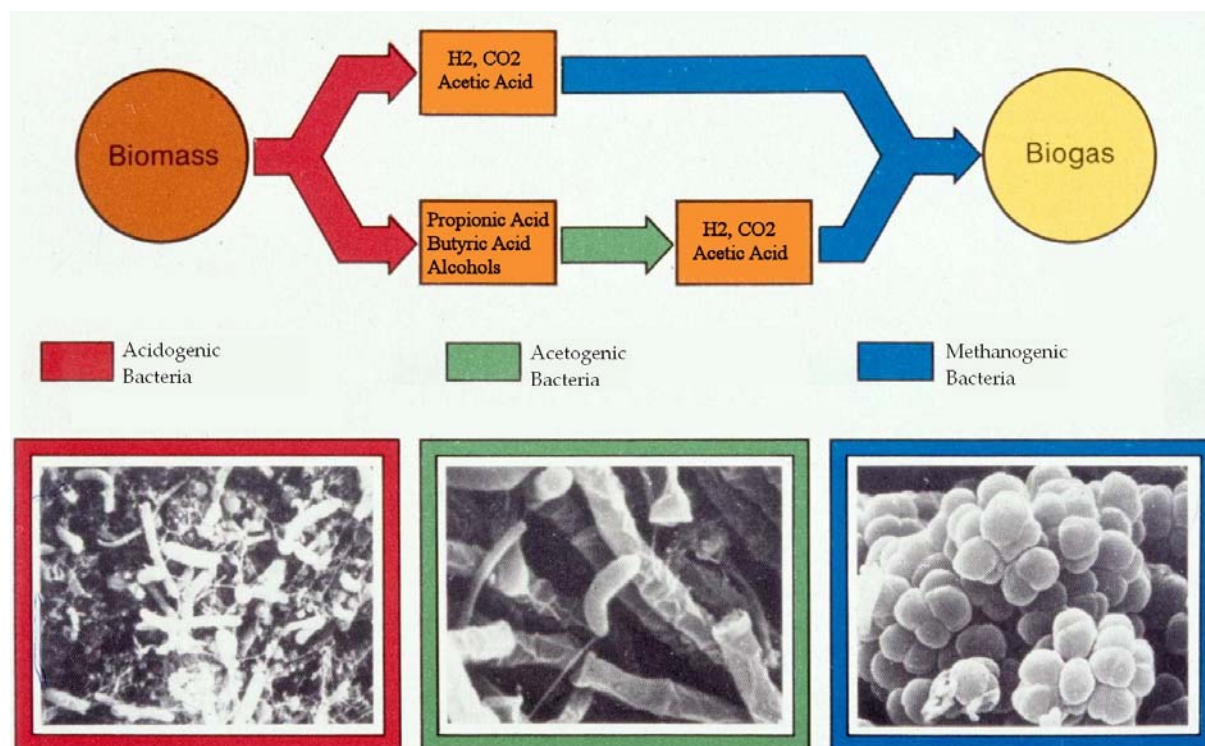 H2, CO2
Acetic Acid
Biomass
Biogas
Propionic Acid
Butyric Acid
Alcohols
H2, CO2
Acetic Acid
Acidogenic
Bacteria
Acetogenic
Bacteria
Methanogenic
Bacteria